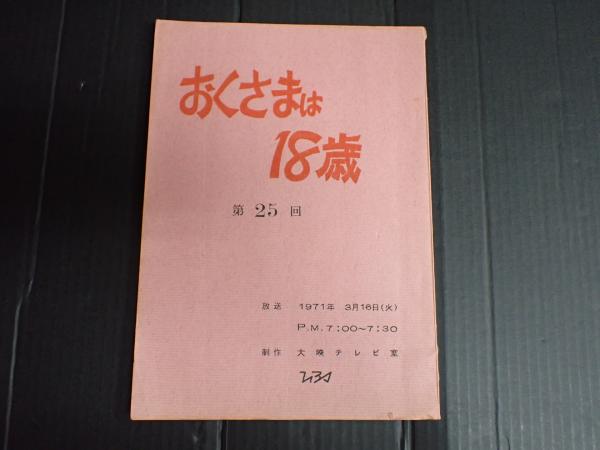 おくさまは
18歳
第 25 回
放送 1971年 3月16日(火)
P.M.7:00~7:30
制作 大映テレビ室
TBS